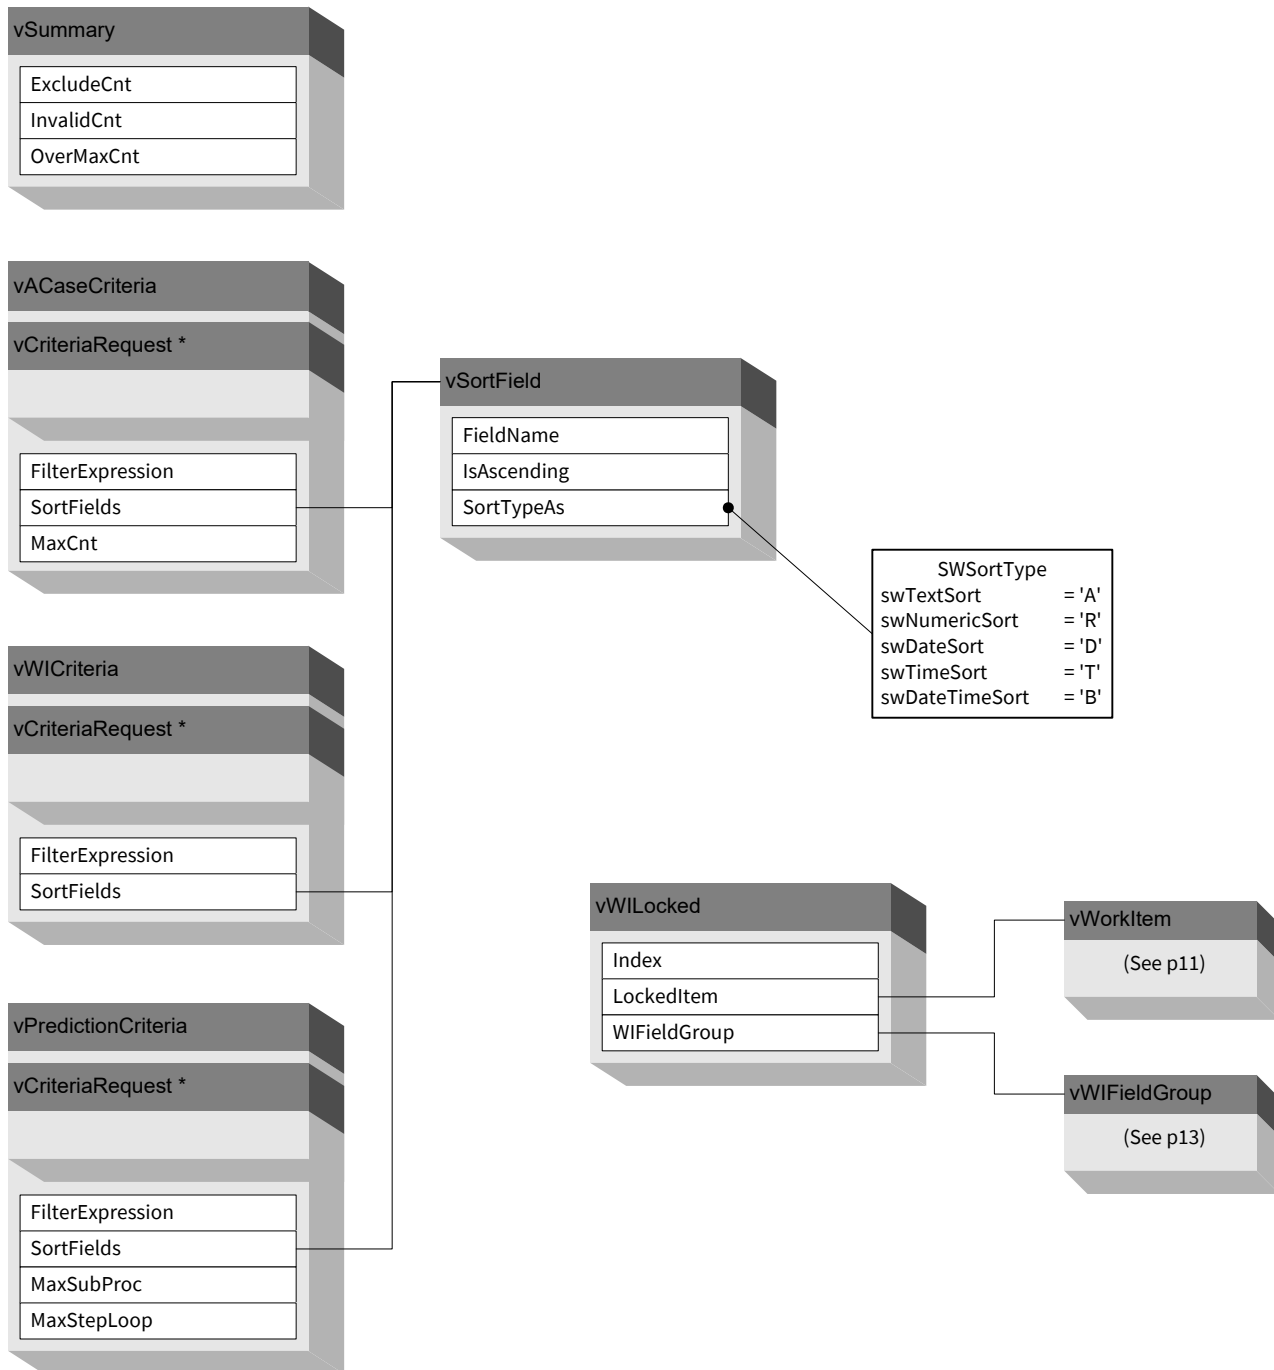 vSummary
ExcludeCnt
InvalidCnt
OverMaxCnt
vACaseCriteria
vCriteriaRequest *
FilterExpression
SortFields
MaxCnt
vSortField
FieldName
IsAscending
SortTypeAs
SWSortType
swTextSort = 'A'
swNumericSort = 'R'
swDateSort = 'D'
swTimeSort = 'T'
swDateTimeSort = 'B'
vWICriteria
vCriteriaRequest *
FilterExpression
SortFields
vWILocked
Index
LockedItem
WIFieldGroup
vWorkItem
(See p11)
vWIFieldGroup
(See p13)
vPredictionCriteria
vCriteriaRequest *
FilterExpression
SortFields
MaxSubProc
MaxStepLoop